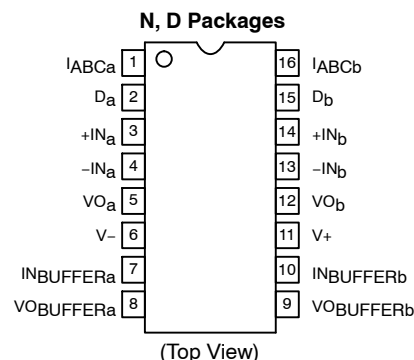 N, D Packages
IABCa 1 16 IABCb
Da 2 15 Db
+INa 3 14 +INb
−INa 4 13 −INb
VOa 5 12 VOb
V− 6 11 V+
INBUFFERa 7 10 INBUFFERb
VOBUFFERa 8 9 VOBUFFERb
(Top View)